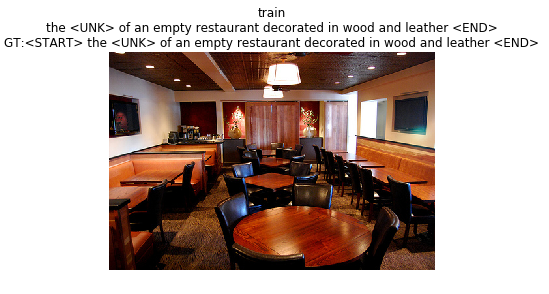 train
the <UNK> of an empty restaurant decorated in wood and leather <END>
GT:<START> the <UNK> of an empty restaurant decorated in wood and leather <END>